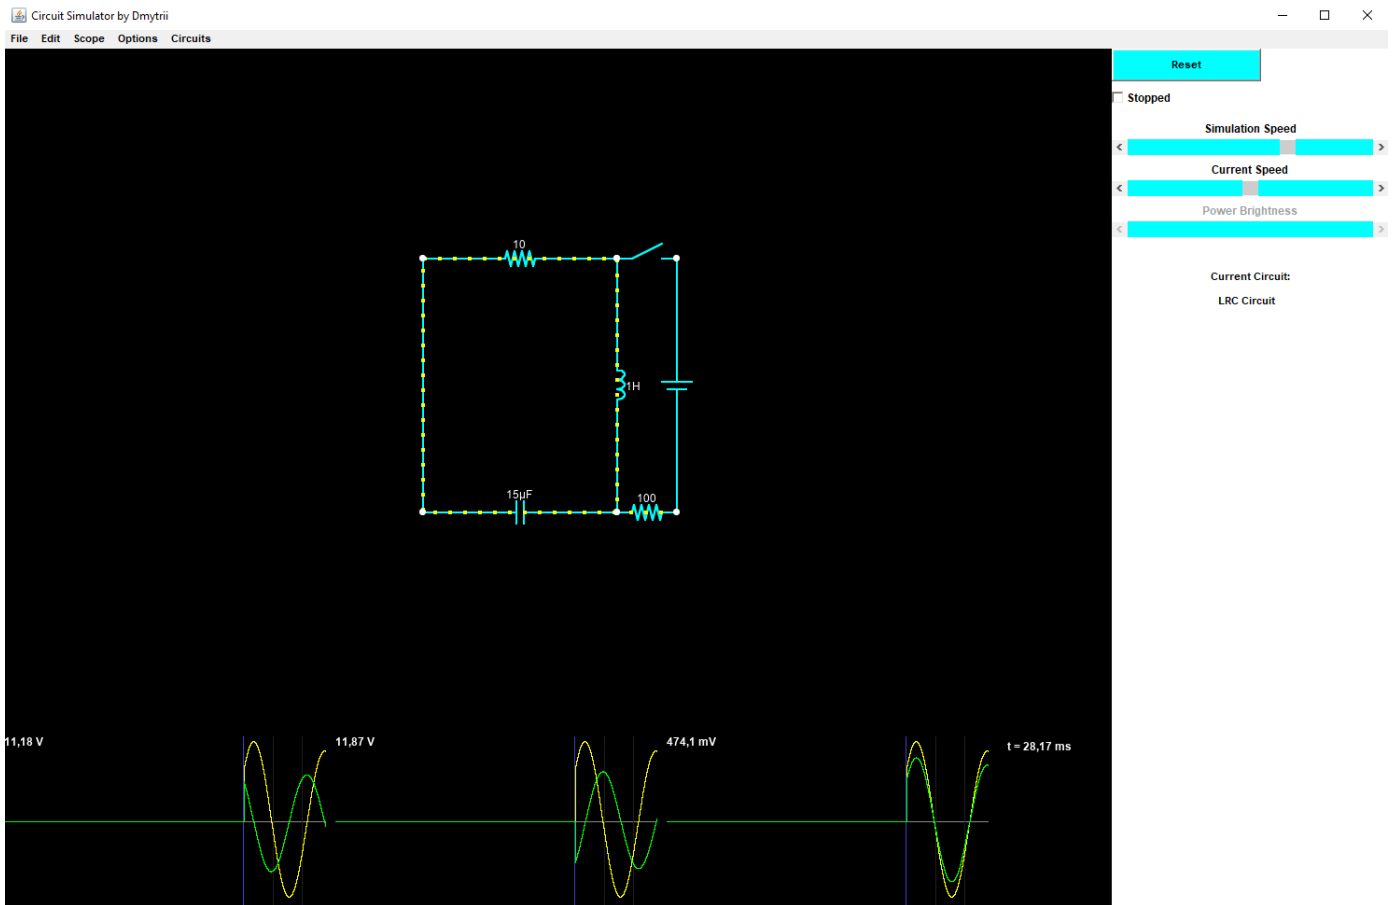 Circuit Simulator by Dmytrii
File Edit Scope Options Circuits
Reset
Stopped
Simulation Speed
Current Speed
Power Brightness
Current Circuit:
LRC Circuit
10
1H
15µF
100
11,18 V
11,87 V
474,1 mV
t = 28,17 ms